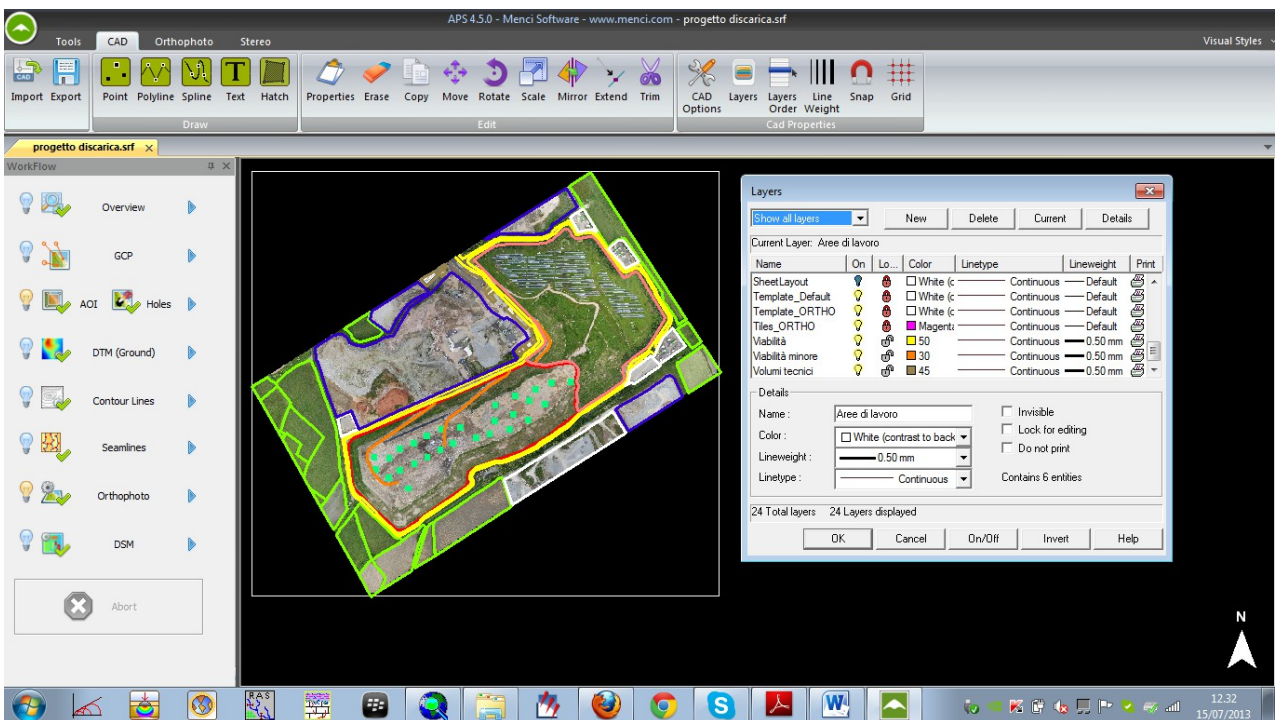 APS 4.5.0 - Menci Software - www.menci.com - progetto discarica.srf
Tools CAD Orthophoto Stereo Visual Styles
Import Export Point Polyline Spline Text Hatch Properties Erase Copy Move Rotate Scale Mirror Extend Trim CAD Options Layers Layers Order Line Weight Snap Grid
Draw Edit Cad Properties
progetto discarica.srf
WorkFlow
Overview
GCP
AOI Holes
DTM (Ground)
Contour Lines
Seamlines
Orthophoto
DSM
Abort
Layers
Show all layers New Delete Current Details
Current Layer: Aree di lavoro
Name On Lo... Color Linetype Lineweight Print
SheetLayout White (c Continuous Default
Template_Default White (c Continuous Default
Template_ORTHO White (c Continuous Default
Tiles_ORTHO Magenta Continuous Default
Viabilità 50 Continuous 0.50 mm
Viabilità minore 30 Continuous 0.50 mm
Volumi tecnici 45 Continuous 0.50 mm
Details
Name : Aree di lavoro Invisible
Color : White (contrast to back Lock for editing
Lineweight : 0.50 mm Do not print
Linetype : Continuous Contains 6 entities
24 Total layers 24 Layers displayed
OK Cancel On/Off Invert Help
N
RAS
12.32
15/07/2013